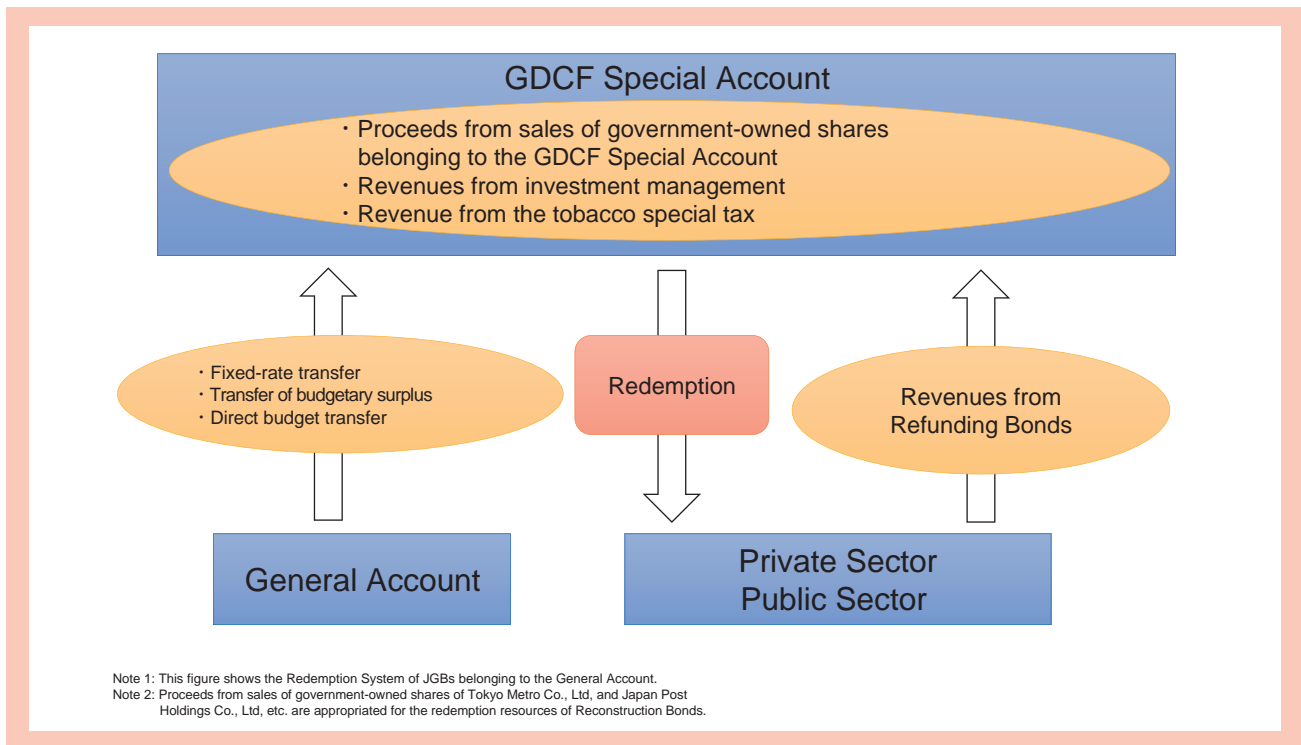 GDCF Special Account
・Proceeds from sales of government-owned shares
belonging to the GDCF Special Account
・Revenues from investment management
・Revenue from the tobacco special tax
・Fixed-rate transfer
・Transfer of budgetary surplus
・Direct budget transfer
Redemption
Revenues from
Refunding Bonds
General Account
Private Sector
Public Sector
Note 1: This figure shows the Redemption System of JGBs belonging to the General Account.
Note 2: Proceeds from sales of government-owned shares of Tokyo Metro Co., Ltd, and Japan Post
Holdings Co., Ltd, etc. are appropriated for the redemption resources of Reconstruction Bonds.